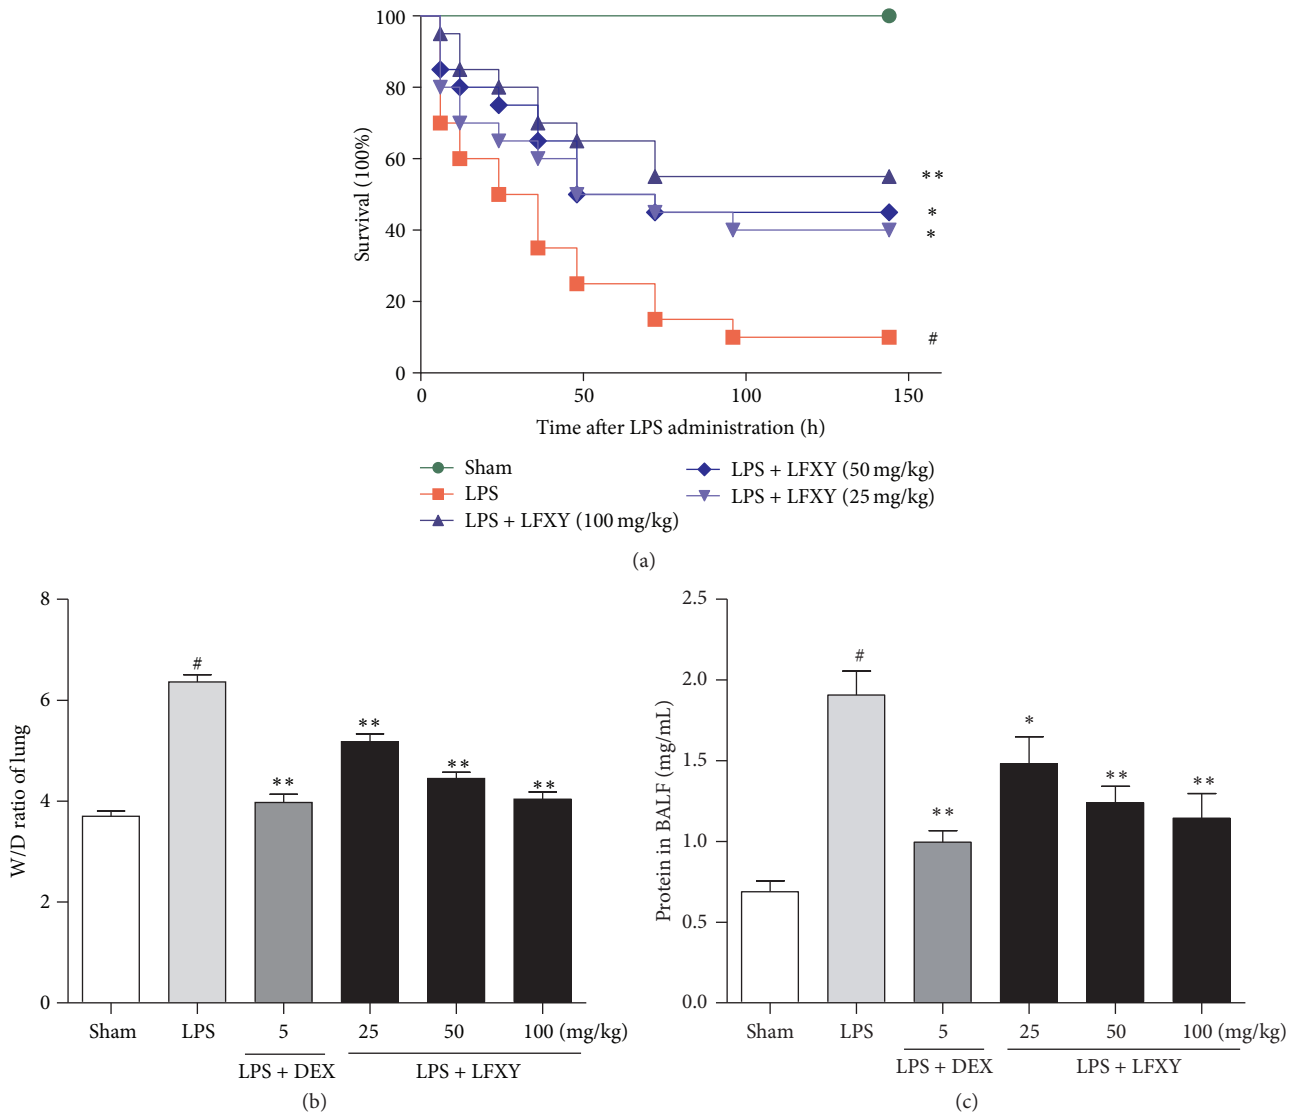 100
80
60
40
20
0
Survival (100%)
**
*
*
#
0 50 100 150
Time after LPS administration (h)
Sham
LPS
LPS + LFXY (100 mg/kg)
LPS + LFXY (50 mg/kg)
LPS + LFXY (25 mg/kg)
(a)
8
6
4
2
0
W/D ratio of lung
#
**
**
**
**
Sham LPS 5 25 50 100 (mg/kg)
LPS + DEX LPS + LFXY
(b)
2.5
2.0
1.5
1.0
0.5
0.0
Protein in BALF (mg/mL)
#
**
*
**
**
Sham LPS 5 25 50 100 (mg/kg)
LPS + DEX LPS + LFXY
(c)